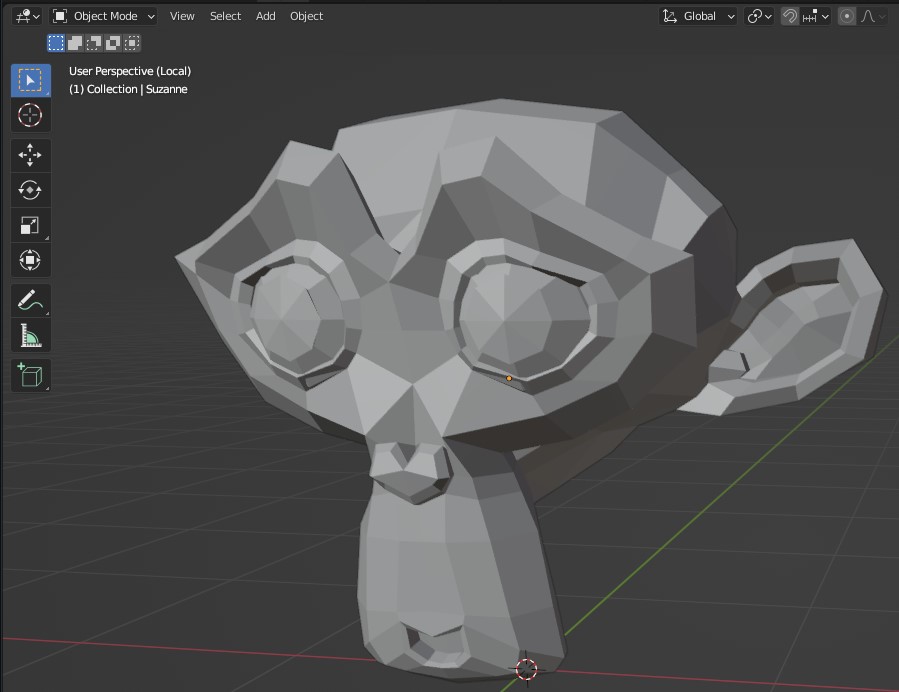 Object Mode View Select Add Object Global
User Perspective (Local)
(1) Collection | Suzanne